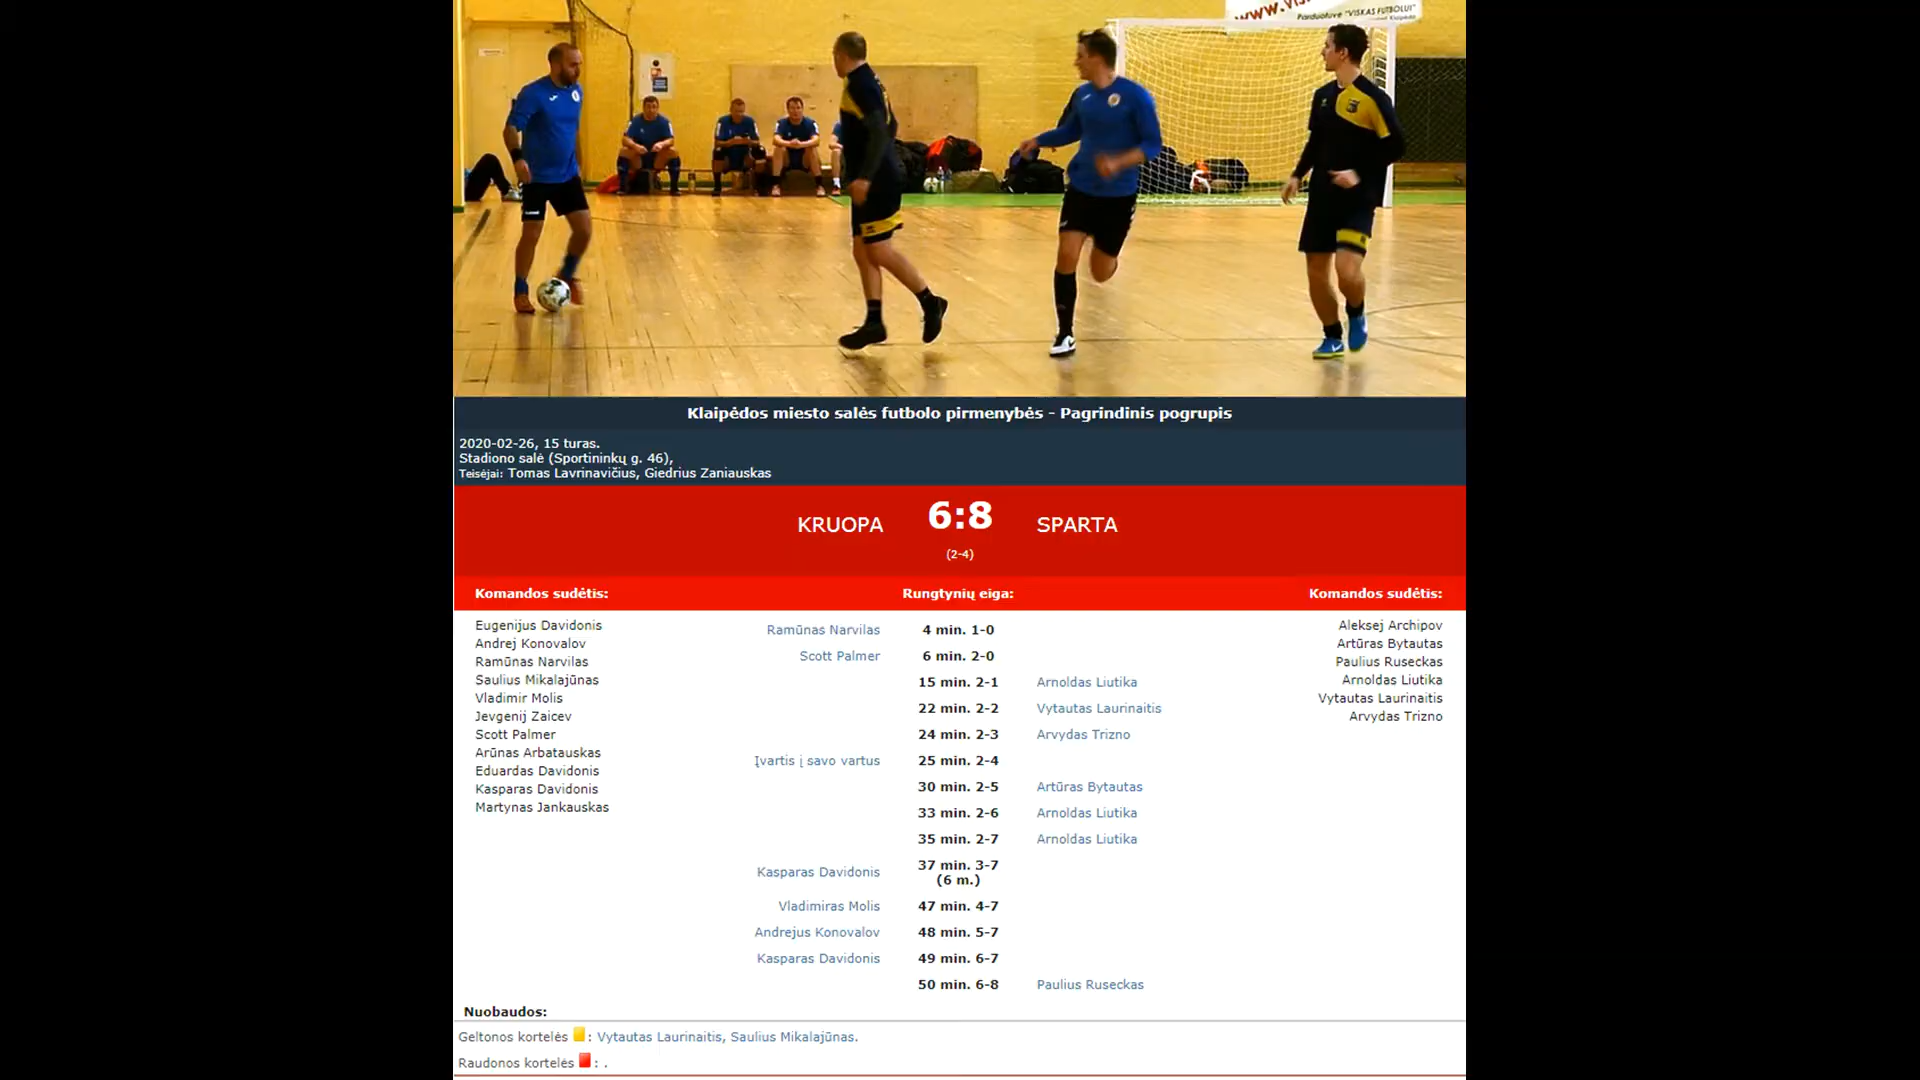 Parduotuvė "VISKAS FUTBOLUI"
Klaipėdos miesto salės futbolo pirmenybės - Pagrindinis pogrupis
2020-02-26, 15 turas.
Stadiono salė (Sportininkų g. 46),
Teisėjai: Tomas Lavrinavičius, Giedrius Zaniauskas
KRUOPA 6:8 SPARTA
(2-4)
Komandos sudėtis: Rungtynių eiga: Komandos sudėtis:
Eugenijus Davidonis
Andrej Konovalov
Ramūnas Narvilas
Saulius Mikalajūnas
Vladimir Molis
Jevgenij Zaicev
Scott Palmer
Arūnas Arbatauskas
Eduardas Davidonis
Kasparas Davidonis
Martynas Jankauskas
Ramūnas Narvilas 4 min. 1-0
Scott Palmer 6 min. 2-0
15 min. 2-1 Arnoldas Liutika
22 min. 2-2 Vytautas Laurinaitis
24 min. 2-3 Arvydas Trizno
Įvartis į savo vartus 25 min. 2-4
30 min. 2-5 Artūras Bytautas
33 min. 2-6 Arnoldas Liutika
35 min. 2-7 Arnoldas Liutika
Kasparas Davidonis 37 min. 3-7
(6 m.)
Vladimiras Molis 47 min. 4-7
Andrejus Konovalov 48 min. 5-7
Kasparas Davidonis 49 min. 6-7
50 min. 6-8 Paulius Ruseckas
Aleksej Archipov
Artūras Bytautas
Paulius Ruseckas
Arnoldas Liutika
Vytautas Laurinaitis
Arvydas Trizno
Nuobaudos:
Geltonos kortelės : Vytautas Laurinaitis, Saulius Mikalajūnas.
Raudonos kortelės : .